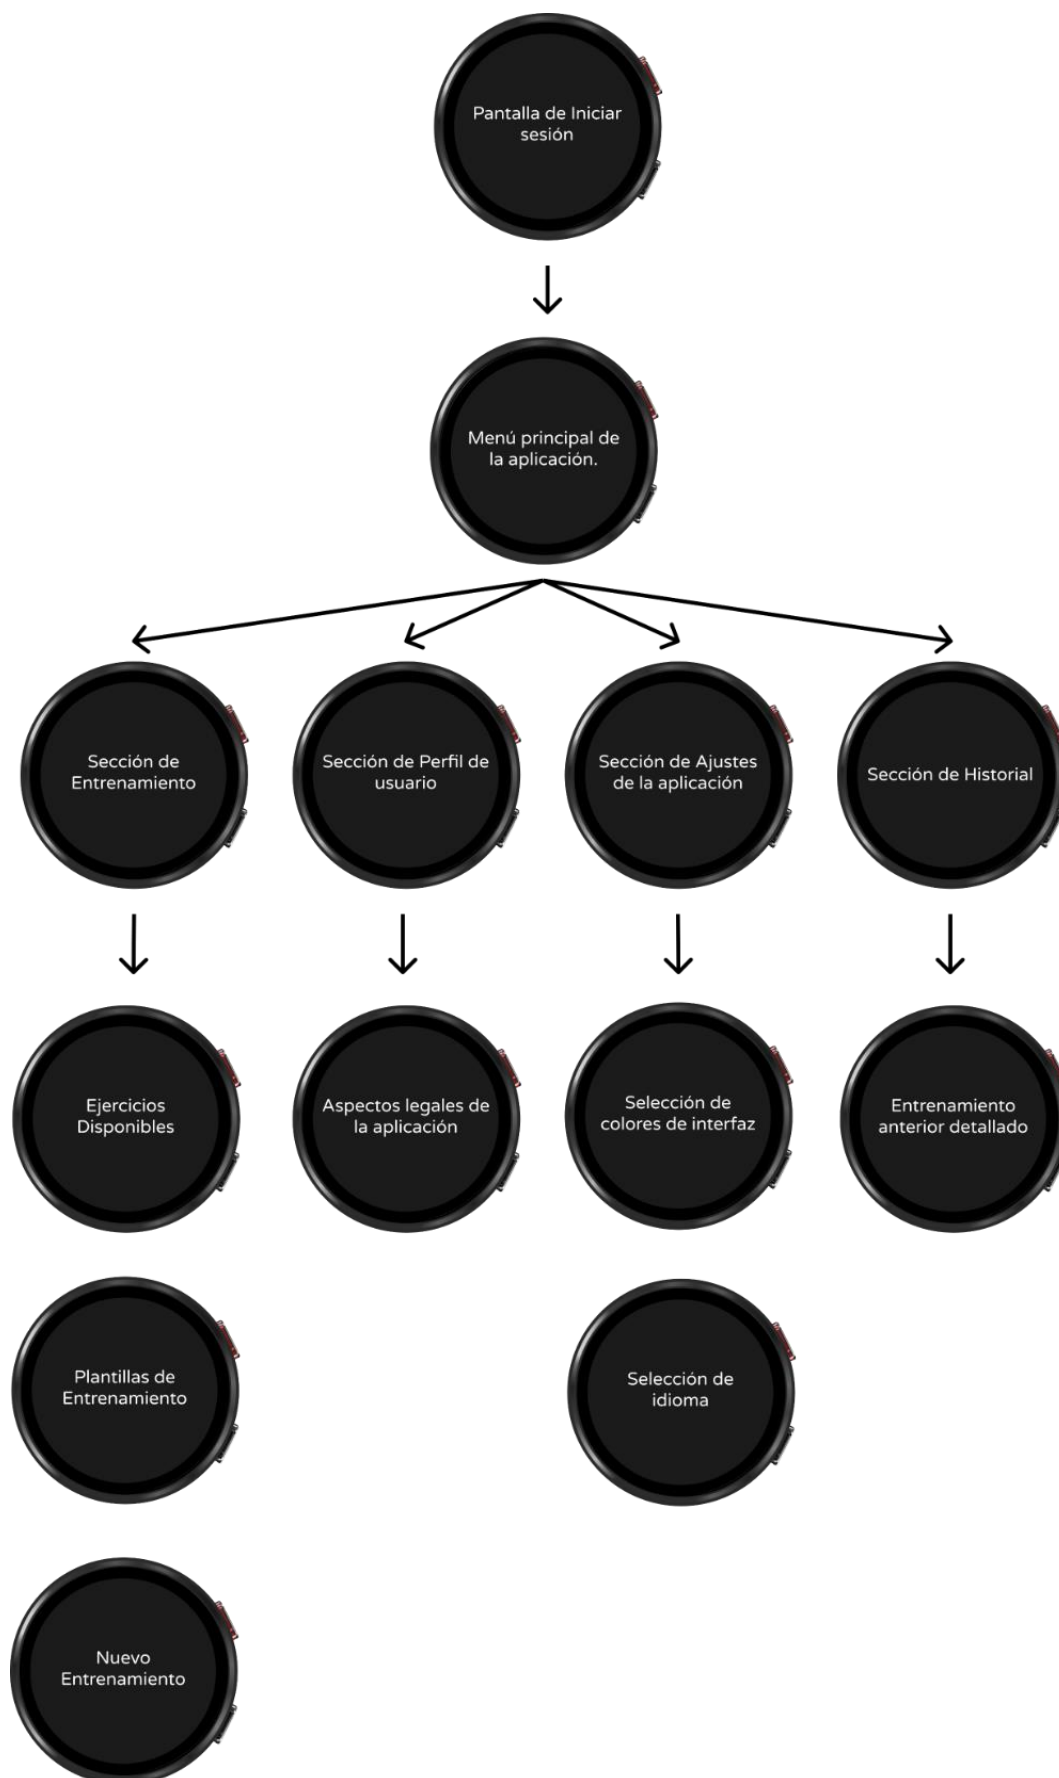 Pantalla de Iniciar
sesión
Menú principal de
la aplicación.
Sección de
Entrenamiento
Sección de Perfil de
usuario
Sección de Ajustes
de la aplicación
Sección de Historial
Ejercicios
Disponibles
Aspectos legales de
la aplicación
Selección de
colores de interfaz
Entrenamiento
anterior detallado
Plantillas de
Entrenamiento
Selección de
idioma
Nuevo
Entrenamiento